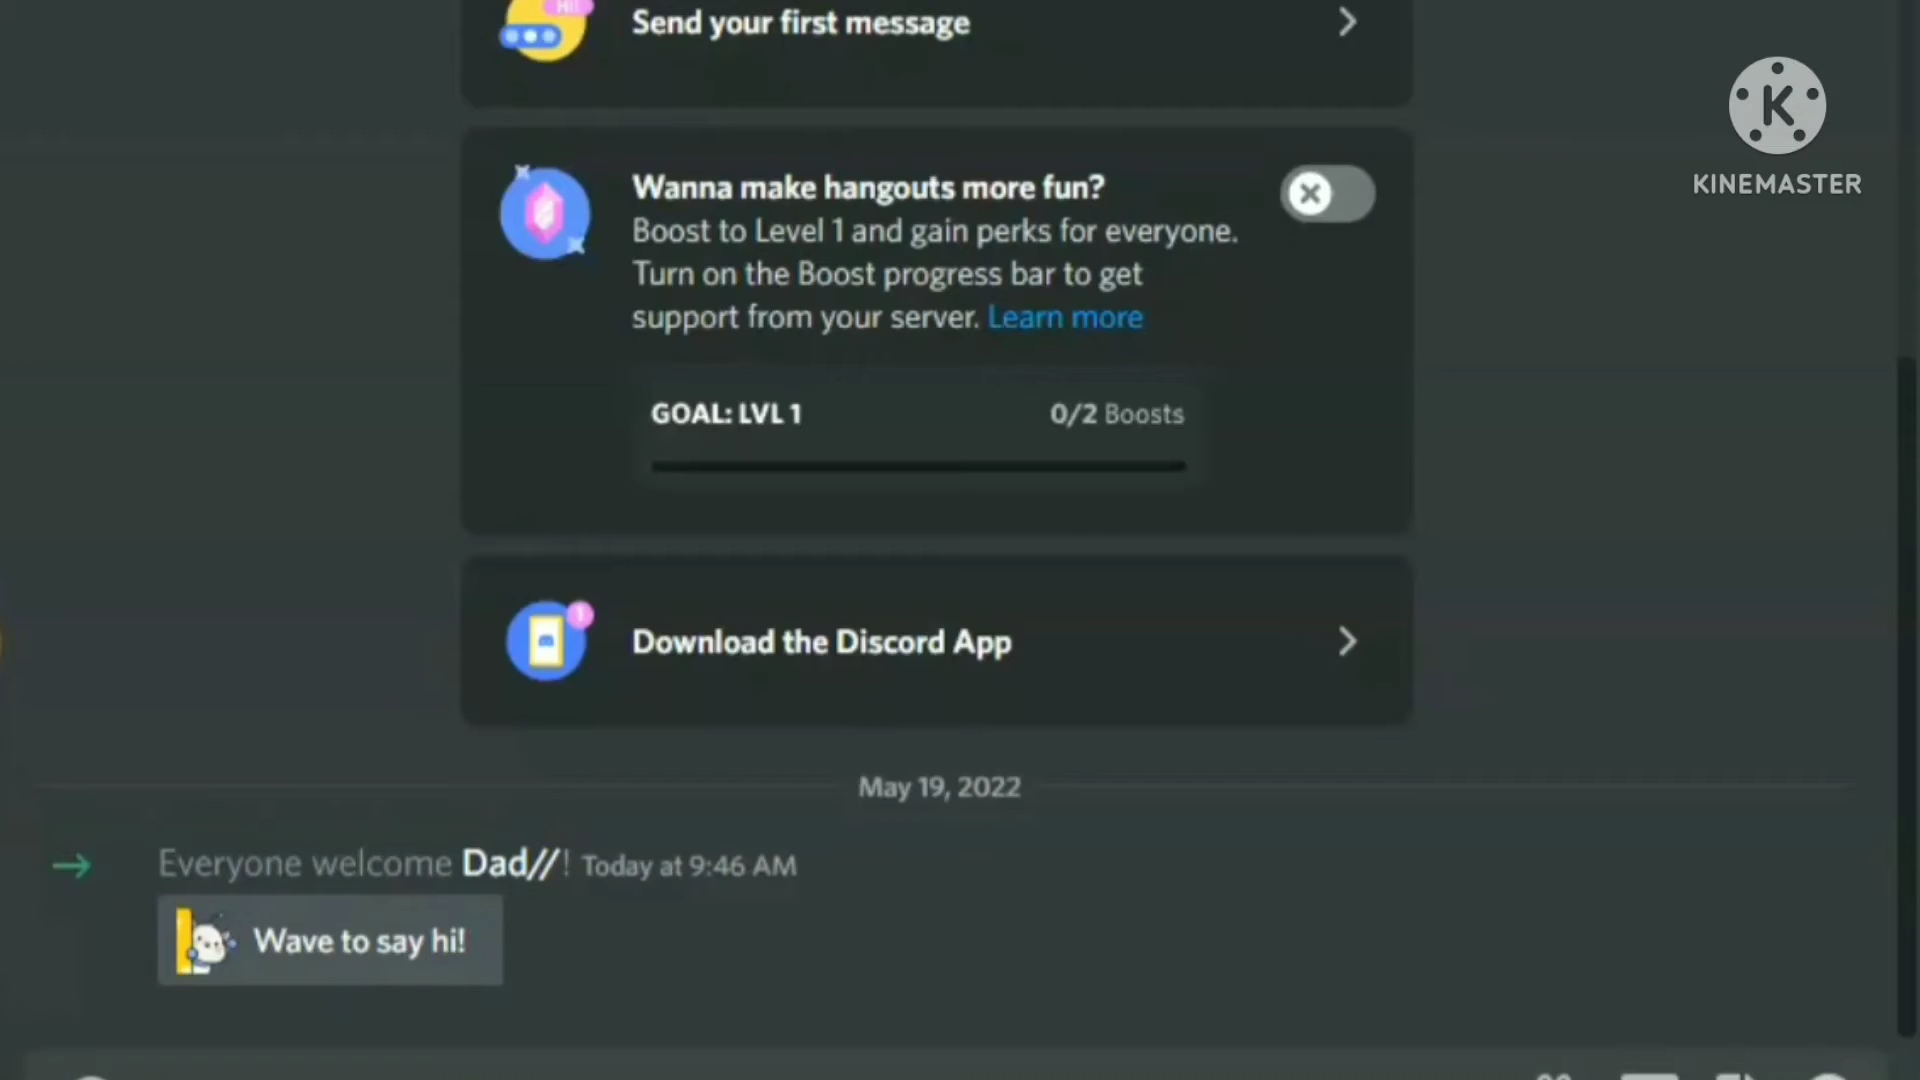 Hi!
Send your first message
K
KINEMASTER
Wanna make hangouts more fun?
Boost to Level 1 and gain perks for everyone.
Turn on the Boost progress bar to get
support from your server. Learn more
GOAL: LVL 1 0/2 Boosts
1
Download the Discord App
May 19, 2022
Everyone welcome Dad//! Today at 9:46 AM
Wave to say hi!